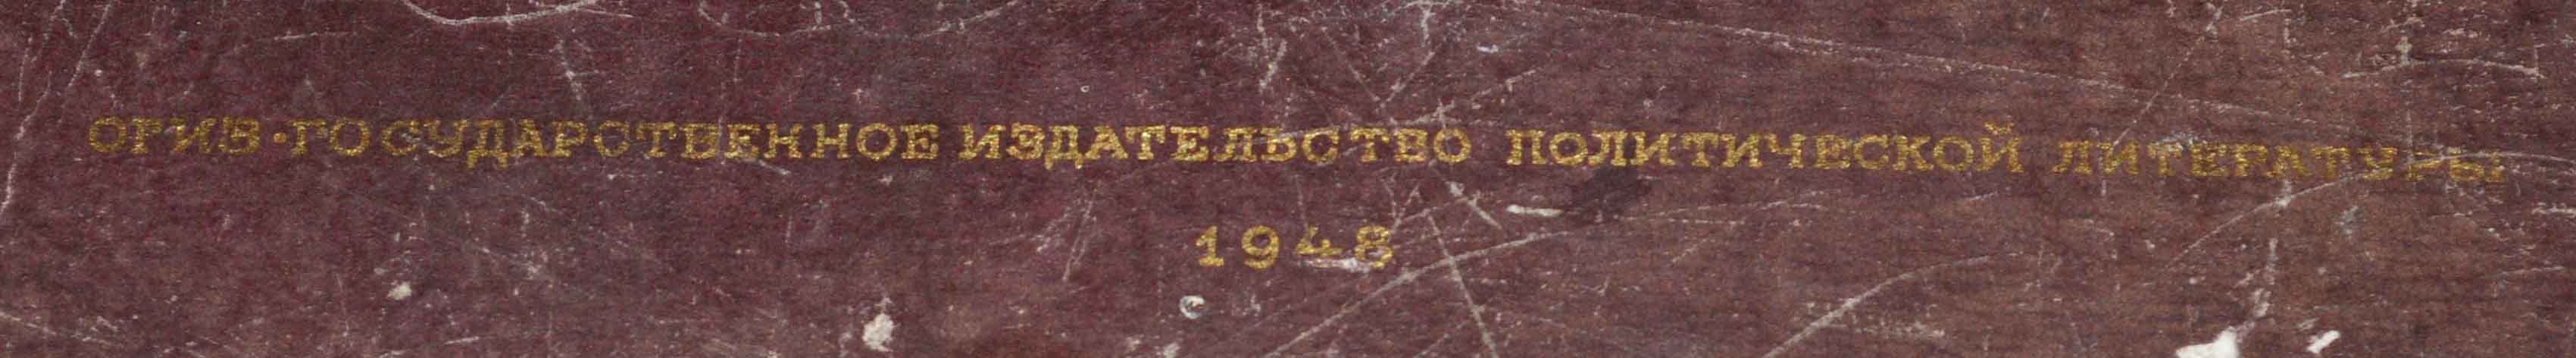 ОГИЗ·ГОСУДАРСТВЕННОЕ ИЗДАТЕЛЬСТВО ПОЛИТИЧЕСКОЙ ЛИТЕРАТУРЫ
1948